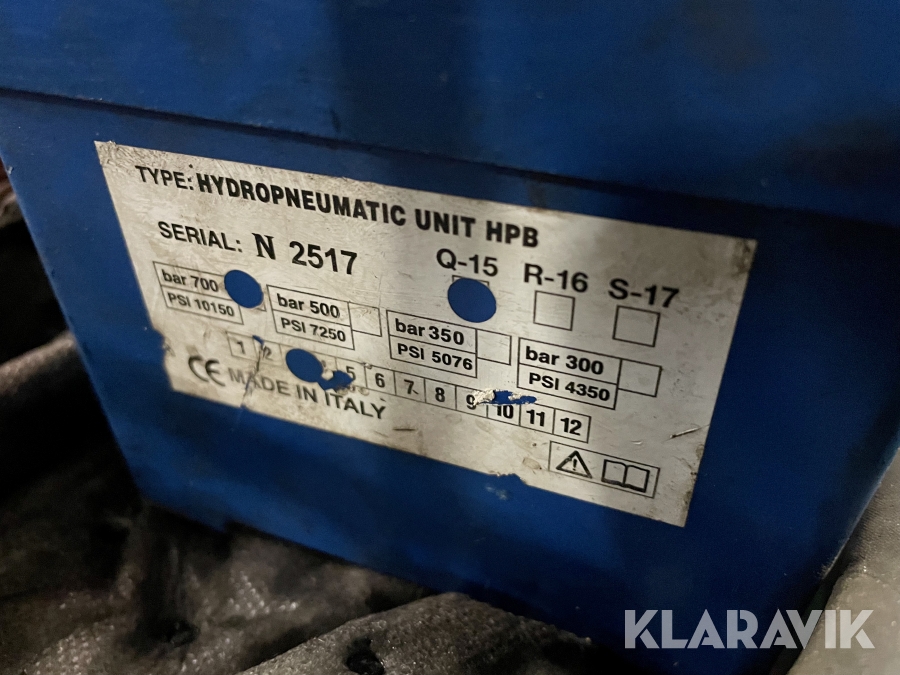 TYPE: HYDROPNEUMATIC UNIT HPB
SERIAL: N 2517
Q-15 R-16 S-17
bar 700
PSI 10150
bar 500
PSI 7250
bar 350
PSI 5076
bar 300
PSI 4350
1 2 5 6 7 8 9 10 11 12
CE MADE IN ITALY
KLARAVIK